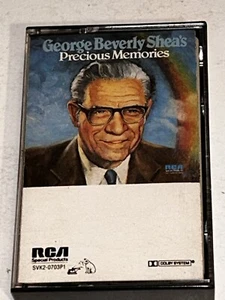 George Beverly Shea's
Precious Memories
RCA
RCA
Special Products
SVK2-0703P1
DOLBY SYSTEM